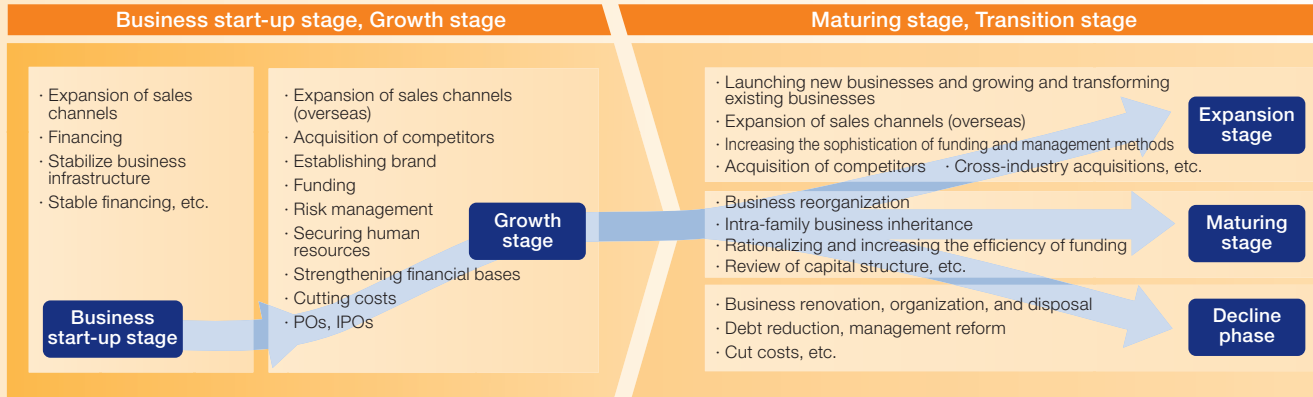 Business start-up stage, Growth stage
Maturing stage, Transition stage
· Expansion of sales
channels
· Financing
· Stabilize business
infrastructure
· Stable financing, etc.
Business
start-up stage
· Expansion of sales channels
(overseas)
· Acquisition of competitors
· Establishing brand
· Funding
· Risk management
· Securing human
resources
· Strengthening financial bases
· Cutting costs
· POs, IPOs
Growth
stage
· Launching new businesses and growing and transforming
existing businesses
· Expansion of sales channels (overseas)
· Increasing the sophistication of funding and management methods
· Acquisition of competitors · Cross-industry acquisitions, etc.
Expansion
stage
· Business reorganization
· Intra-family business inheritance
· Rationalizing and increasing the efficiency of funding
· Review of capital structure, etc.
Maturing
stage
· Business renovation, organization, and disposal
· Debt reduction, management reform
· Cut costs, etc.
Decline
phase